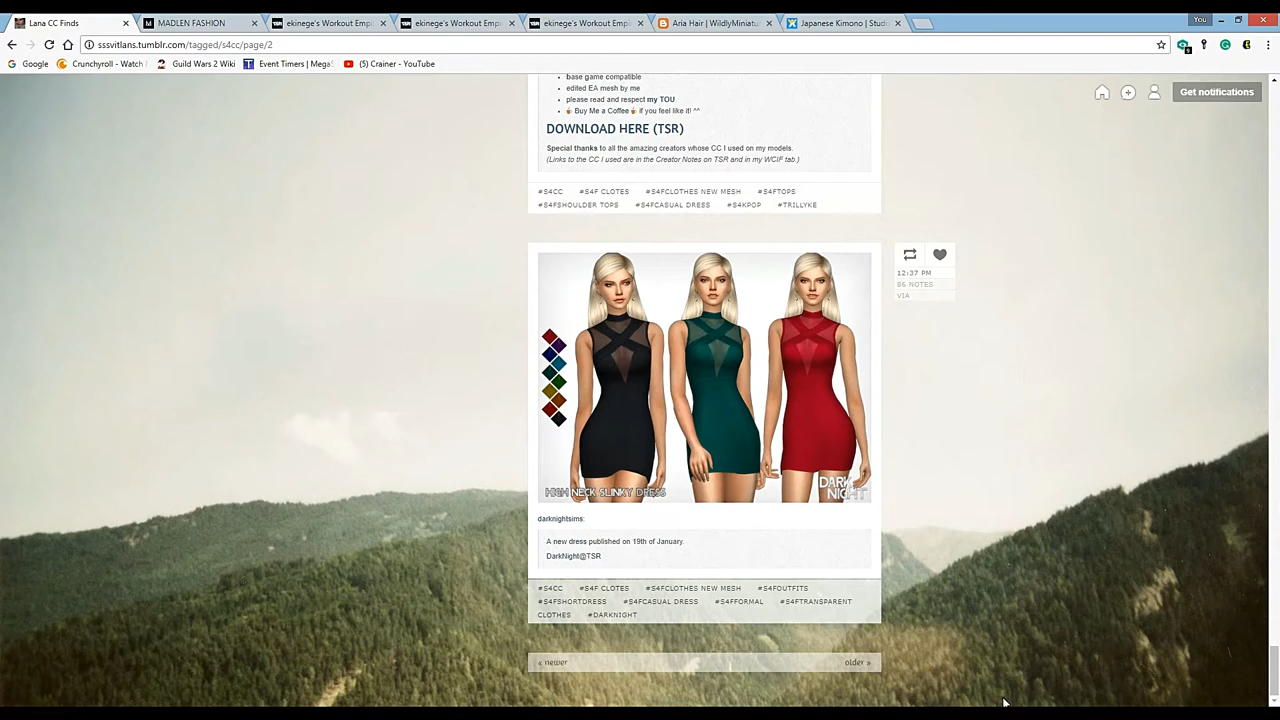 Lana CC Finds
MADLEN FASHION
ekinege's Workout Emp
ekinege's Workout Emp
ekinege's Workout Emp
Aria Hair | WildlyMiniatu
Japanese Kimono | Studi
You
sssvitlans.tumblr.com/tagged/s4cc/page/2
Google
Crunchyroll - Watch
Guild Wars 2 Wiki
Event Timers | Mega
(5) Crainer - YouTube
Get notifications
base game compatible
edited EA mesh by me
please read and respect my TOU
Buy Me a Coffee if you feel like it! ^^
DOWNLOAD HERE (TSR)
Special thanks to all the amazing creators whose CC I used on my models.
(Links to the CC I used are in the Creator Notes on TSR and in my WCIF tab.)
#S4CC #S4F CLOTES #S4FCLOTHES NEW MESH #S4FTOPS
#S4FSHOULDER TOPS #S4FCASUAL DRESS #S4KPOP #TRILLYKE
12:37 PM
86 NOTES
VIA
HIGH NECK SLINKY DRESS
DARK
NIGHT
darknightsims:
A new dress published on 19th of January.
DarkNight@TSR
#S4CC #S4F CLOTES #S4FCLOTHES NEW MESH #S4FOUTFITS
#S4FSHORTDRESS #S4FCASUAL DRESS #S4FFORMAL #S4FTRANSPARENT
CLOTHES #DARKNIGHT
« newer
older »